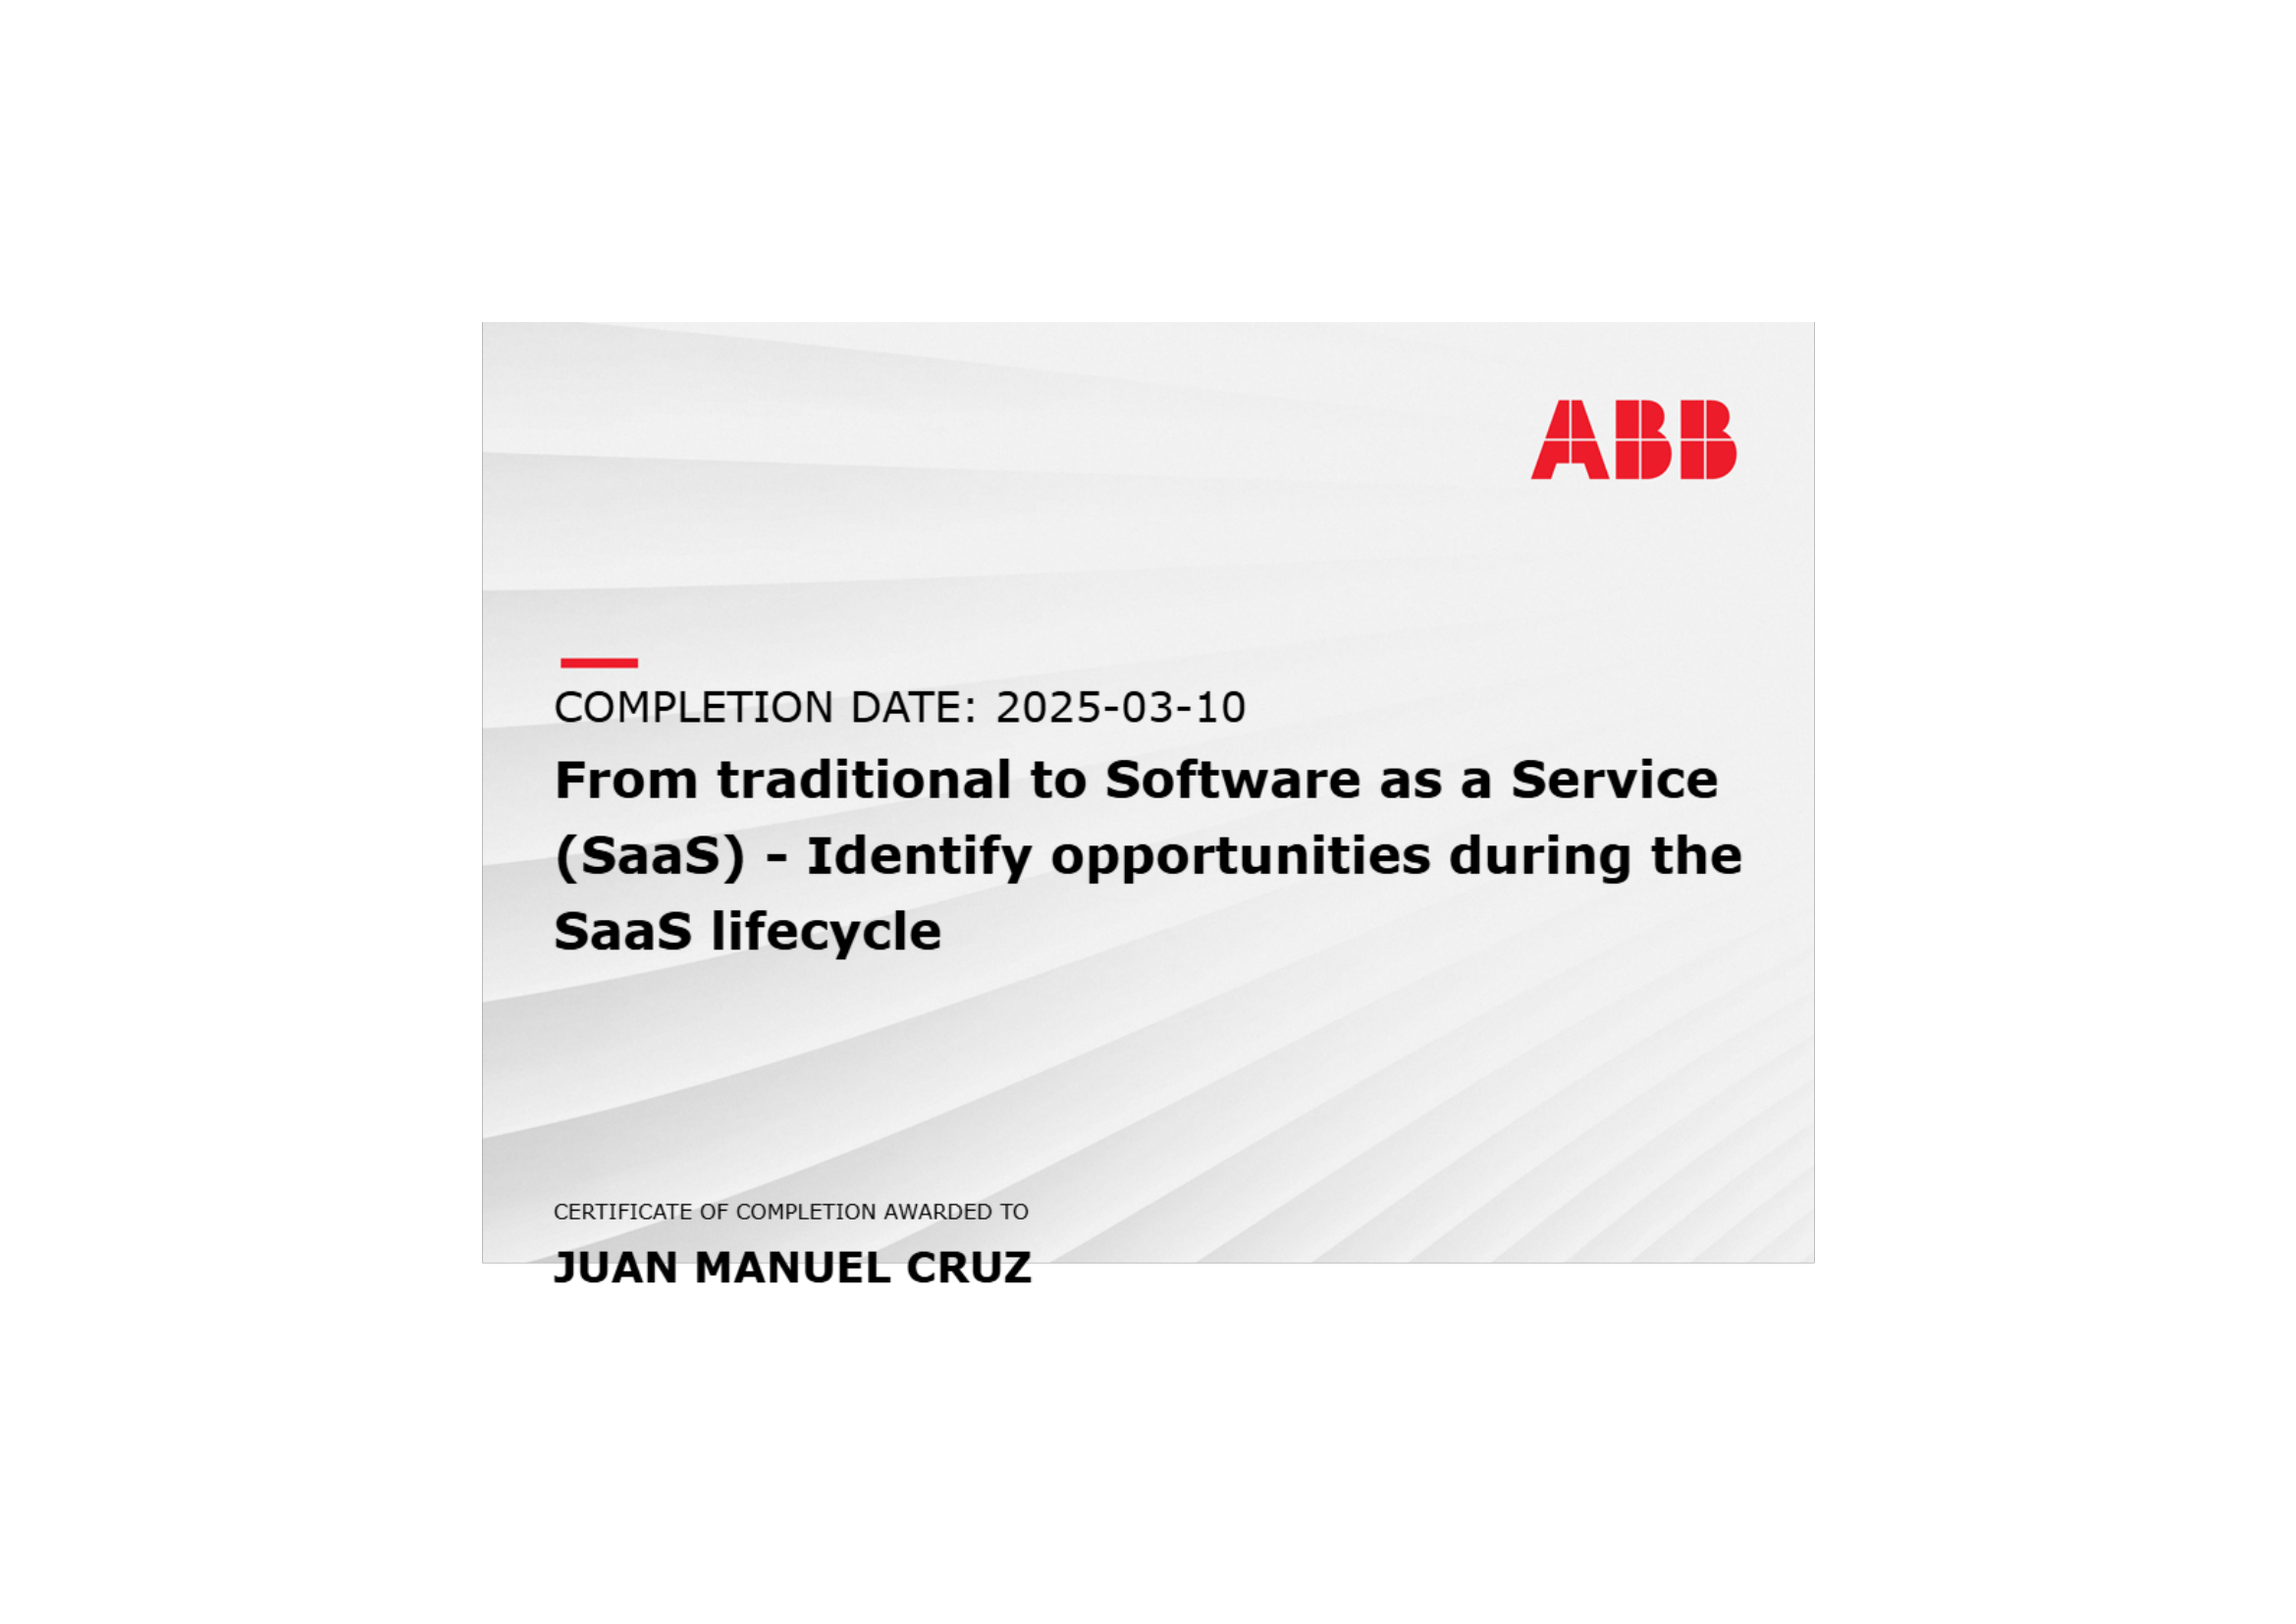 ABB
COMPLETION DATE: 2025-03-10
From traditional to Software as a Service
(SaaS) - Identify opportunities during the
SaaS lifecycle
CERTIFICATE OF COMPLETION AWARDED TO
JUAN MANUEL CRUZ